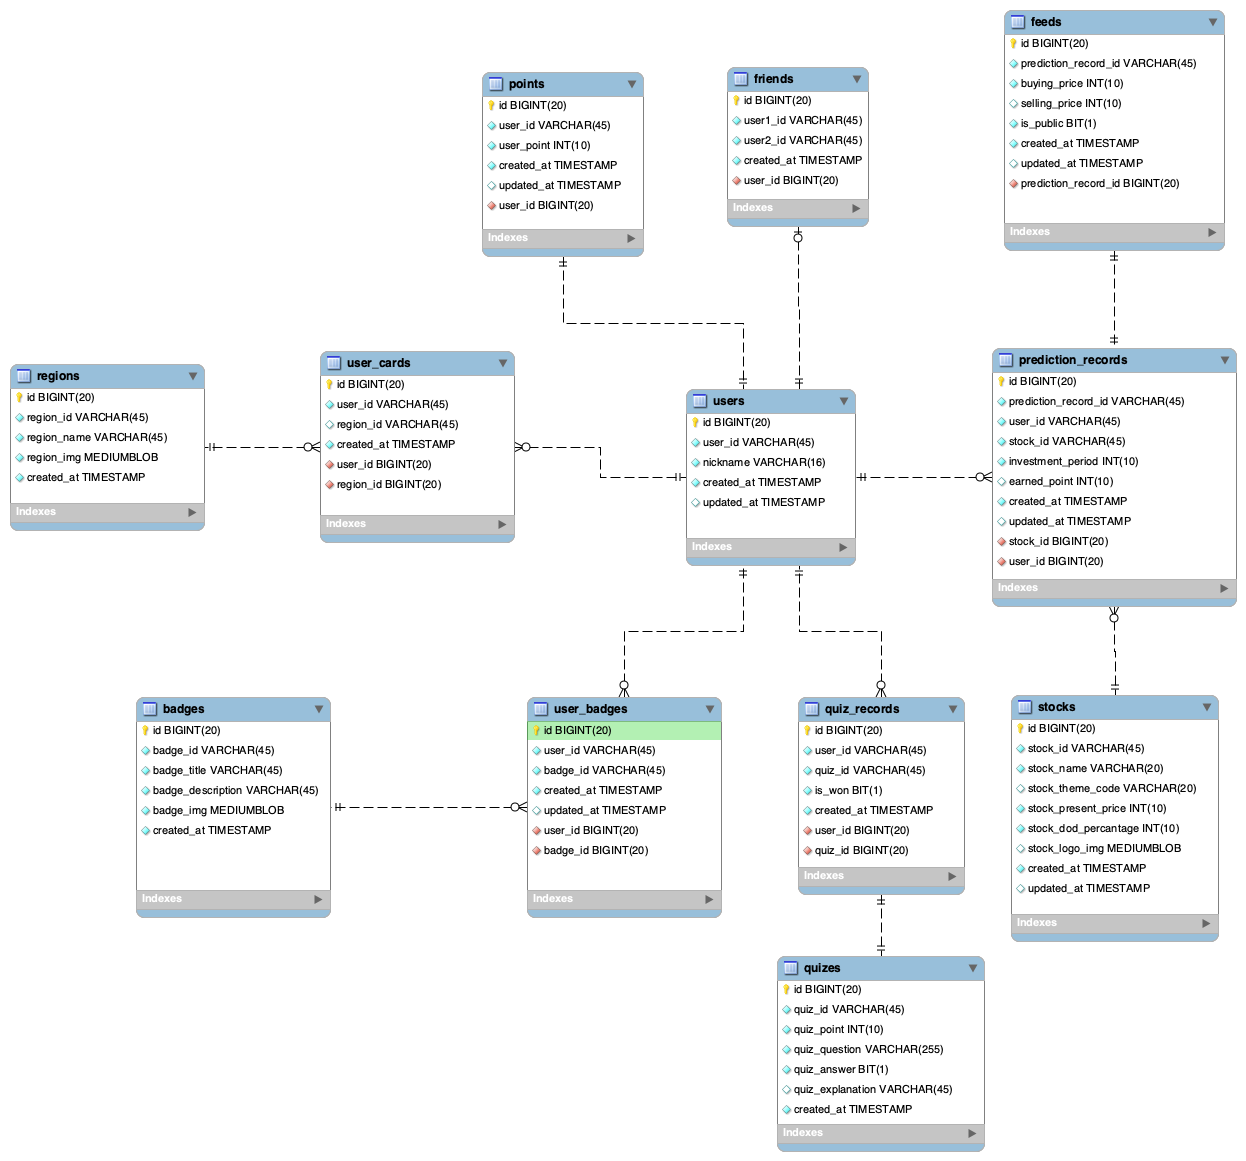 feeds
id BIGINT(20)
prediction_record_id VARCHAR(45)
buying_price INT(10)
selling_price INT(10)
is_public BIT(1)
created_at TIMESTAMP
updated_at TIMESTAMP
prediction_record_id BIGINT(20)
Indexes
points
id BIGINT(20)
user_id VARCHAR(45)
user_point INT(10)
created_at TIMESTAMP
updated_at TIMESTAMP
user_id BIGINT(20)
Indexes
friends
id BIGINT(20)
user1_id VARCHAR(45)
user2_id VARCHAR(45)
created_at TIMESTAMP
user_id BIGINT(20)
Indexes
regions
id BIGINT(20)
region_id VARCHAR(45)
region_name VARCHAR(45)
region_img MEDIUMBLOB
created_at TIMESTAMP
Indexes
user_cards
id BIGINT(20)
user_id VARCHAR(45)
region_id VARCHAR(45)
created_at TIMESTAMP
user_id BIGINT(20)
region_id BIGINT(20)
Indexes
users
id BIGINT(20)
user_id VARCHAR(45)
nickname VARCHAR(16)
created_at TIMESTAMP
updated_at TIMESTAMP
Indexes
prediction_records
id BIGINT(20)
prediction_record_id VARCHAR(45)
user_id VARCHAR(45)
stock_id VARCHAR(45)
investment_period INT(10)
earned_point INT(10)
created_at TIMESTAMP
updated_at TIMESTAMP
stock_id BIGINT(20)
user_id BIGINT(20)
Indexes
badges
id BIGINT(20)
badge_id VARCHAR(45)
badge_title VARCHAR(45)
badge_description VARCHAR(45)
badge_img MEDIUMBLOB
created_at TIMESTAMP
Indexes
user_badges
id BIGINT(20)
user_id VARCHAR(45)
badge_id VARCHAR(45)
created_at TIMESTAMP
updated_at TIMESTAMP
user_id BIGINT(20)
badge_id BIGINT(20)
Indexes
quiz_records
id BIGINT(20)
user_id VARCHAR(45)
quiz_id VARCHAR(45)
is_won BIT(1)
created_at TIMESTAMP
user_id BIGINT(20)
quiz_id BIGINT(20)
Indexes
stocks
id BIGINT(20)
stock_id VARCHAR(45)
stock_name VARCHAR(20)
stock_theme_code VARCHAR(20)
stock_present_price INT(10)
stock_dod_percantage INT(10)
stock_logo_img MEDIUMBLOB
created_at TIMESTAMP
updated_at TIMESTAMP
Indexes
quizes
id BIGINT(20)
quiz_id VARCHAR(45)
quiz_point INT(10)
quiz_question VARCHAR(255)
quiz_answer BIT(1)
quiz_explanation VARCHAR(45)
created_at TIMESTAMP
Indexes